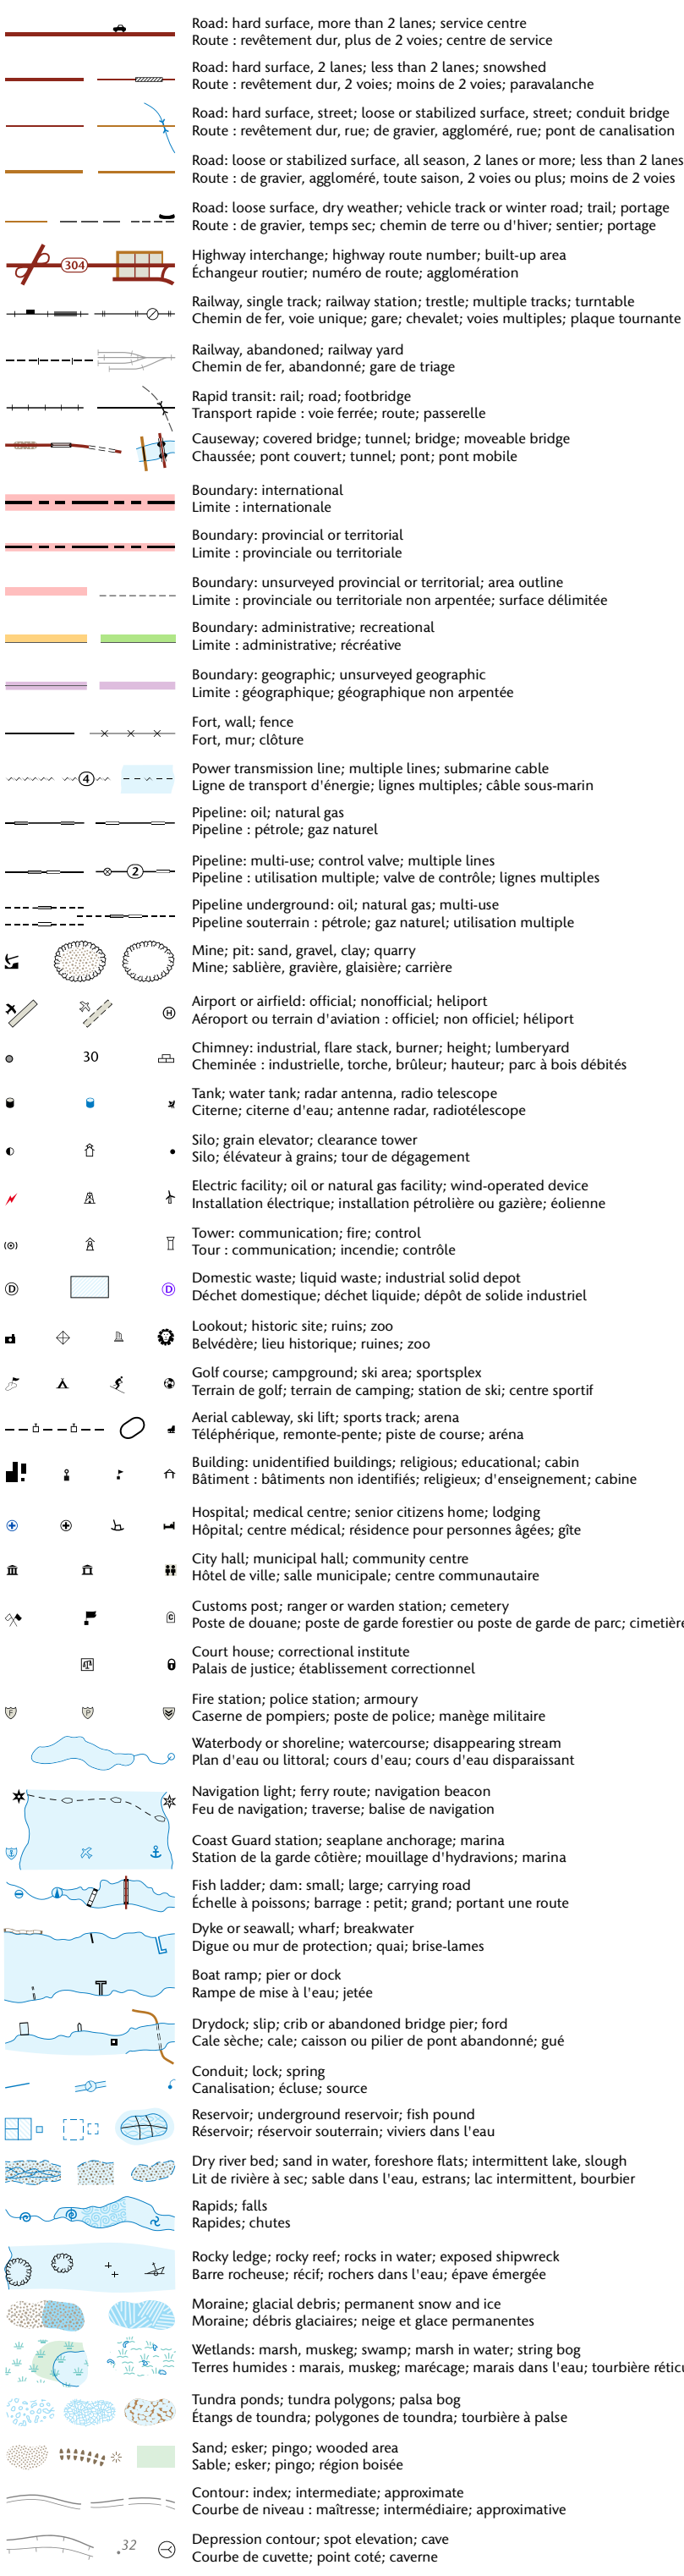 Road: hard surface, more than 2 lanes; service centre
Route : revêtement dur, plus de 2 voies; centre de service
Road: hard surface, 2 lanes; less than 2 lanes; snowshed
Route : revêtement dur, 2 voies; moins de 2 voies; paravalanche
Road: hard surface, street; loose or stabilized surface, street; conduit bridge
Route : revêtement dur, rue; de gravier, aggloméré, rue; pont de canalisation
Road: loose or stabilized surface, all season, 2 lanes or more; less than 2 lanes
Route : de gravier, aggloméré, toute saison, 2 voies ou plus; moins de 2 voies
Road: loose surface, dry weather; vehicle track or winter road; trail; portage
Route : de gravier, temps sec; chemin de terre ou d'hiver; sentier; portage
304
Highway interchange; highway route number; built-up area
Échangeur routier; numéro de route; agglomération
Railway, single track; railway station; trestle; multiple tracks; turntable
Chemin de fer, voie unique; gare; chevalet; voies multiples; plaque tournante
Railway, abandoned; railway yard
Chemin de fer, abandonné; gare de triage
Rapid transit: rail; road; footbridge
Transport rapide : voie ferrée; route; passerelle
Causeway; covered bridge; tunnel; bridge; moveable bridge
Chaussée; pont couvert; tunnel; pont; pont mobile
Boundary: international
Limite : internationale
Boundary: provincial or territorial
Limite : provinciale ou territoriale
Boundary: unsurveyed provincial or territorial; area outline
Limite : provinciale ou territoriale non arpentée; surface délimitée
Boundary: administrative; recreational
Limite : administrative; récréative
Boundary: geographic; unsurveyed geographic
Limite : géographique; géographique non arpentée
Fort, wall; fence
Fort, mur; clôture
4
Power transmission line; multiple lines; submarine cable
Ligne de transport d'énergie; lignes multiples; câble sous-marin
Pipeline: oil; natural gas
Pipeline : pétrole; gaz naturel
2
Pipeline: multi-use; control valve; multiple lines
Pipeline : utilisation multiple; valve de contrôle; lignes multiples
Pipeline underground: oil; natural gas; multi-use
Pipeline souterrain : pétrole; gaz naturel; utilisation multiple
Mine; pit: sand, gravel, clay; quarry
Mine; sablière, gravière, glaisière; carrière
H
Airport or airfield: official; nonofficial; heliport
Aéroport ou terrain d'aviation : officiel; non officiel; héliport
30
Chimney: industrial, flare stack, burner; height; lumberyard
Cheminée : industrielle, torche, brûleur; hauteur; parc à bois débités
Tank; water tank; radar antenna, radio telescope
Citerne; citerne d'eau; antenne radar, radiotélescope
Silo; grain elevator; clearance tower
Silo; élévateur à grains; tour de dégagement
Electric facility; oil or natural gas facility; wind-operated device
Installation électrique; installation pétrolière ou gazière; éolienne
Tower: communication; fire; control
Tour : communication; incendie; contrôle
D
D
Domestic waste; liquid waste; industrial solid depot
Déchet domestique; déchet liquide; dépôt de solide industriel
Lookout; historic site; ruins; zoo
Belvédère; lieu historique; ruines; zoo
Golf course; campground; ski area; sportsplex
Terrain de golf; terrain de camping; station de ski; centre sportif
Aerial cableway, ski lift; sports track; arena
Téléphérique, remonte-pente; piste de course; aréna
Building: unidentified buildings; religious; educational; cabin
Bâtiment : bâtiments non identifiés; religieux; d'enseignement; cabine
Hospital; medical centre; senior citizens home; lodging
Hôpital; centre médical; résidence pour personnes âgées; gîte
City hall; municipal hall; community centre
Hôtel de ville; salle municipale; centre communautaire
C
Customs post; ranger or warden station; cemetery
Poste de douane; poste de garde forestier ou poste de garde de parc; cimetière
Court house; correctional institute
Palais de justice; établissement correctionnel
F
P
Fire station; police station; armoury
Caserne de pompiers; poste de police; manège militaire
Waterbody or shoreline; watercourse; disappearing stream
Plan d'eau ou littoral; cours d'eau; cours d'eau disparaissant
Navigation light; ferry route; navigation beacon
Feu de navigation; traverse; balise de navigation
Coast Guard station; seaplane anchorage; marina
Station de la garde côtière; mouillage d'hydravions; marina
Fish ladder; dam: small; large; carrying road
Échelle à poissons; barrage : petit; grand; portant une route
Dyke or seawall; wharf; breakwater
Digue ou mur de protection; quai; brise-lames
Boat ramp; pier or dock
Rampe de mise à l'eau; jetée
Drydock; slip; crib or abandoned bridge pier; ford
Cale sèche; cale; caisson ou pilier de pont abandonné; gué
Conduit; lock; spring
Canalisation; écluse; source
Reservoir; underground reservoir; fish pound
Réservoir; réservoir souterrain; viviers dans l'eau
Dry river bed; sand in water, foreshore flats; intermittent lake, slough
Lit de rivière à sec; sable dans l'eau, estrans; lac intermittent, bourbier
Rapids; falls
Rapides; chutes
Rocky ledge; rocky reef; rocks in water; exposed shipwreck
Barre rocheuse; récif; rochers dans l'eau; épave émergée
Moraine; glacial debris; permanent snow and ice
Moraine; débris glaciaires; neige et glace permanentes
Wetlands: marsh, muskeg; swamp; marsh in water; string bog
Terres humides : marais, muskeg; marécage; marais dans l'eau; tourbière réticu
Tundra ponds; tundra polygons; palsa bog
Étangs de toundra; polygones de toundra; tourbière à palse
Sand; esker; pingo; wooded area
Sable; esker; pingo; région boisée
Contour: index; intermediate; approximate
Courbe de niveau : maîtresse; intermédiaire; approximative
.32
Depression contour; spot elevation; cave
Courbe de cuvette; point coté; caverne